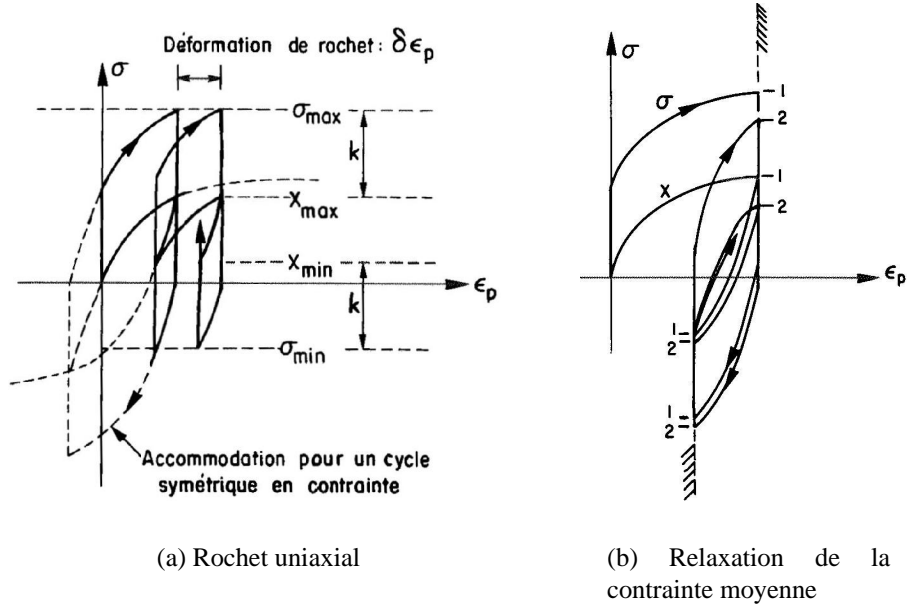 Déformation de rochet : δϵp
σ
σmax
k
Xmax
Xmin
ϵp
k
σmin
Accommodation pour un cycle
symétrique en contrainte
(a) Rochet uniaxial
σ
1
σ
2
X
1
2
ϵp
1
2
1
2
(b) Relaxation de la
contrainte moyenne